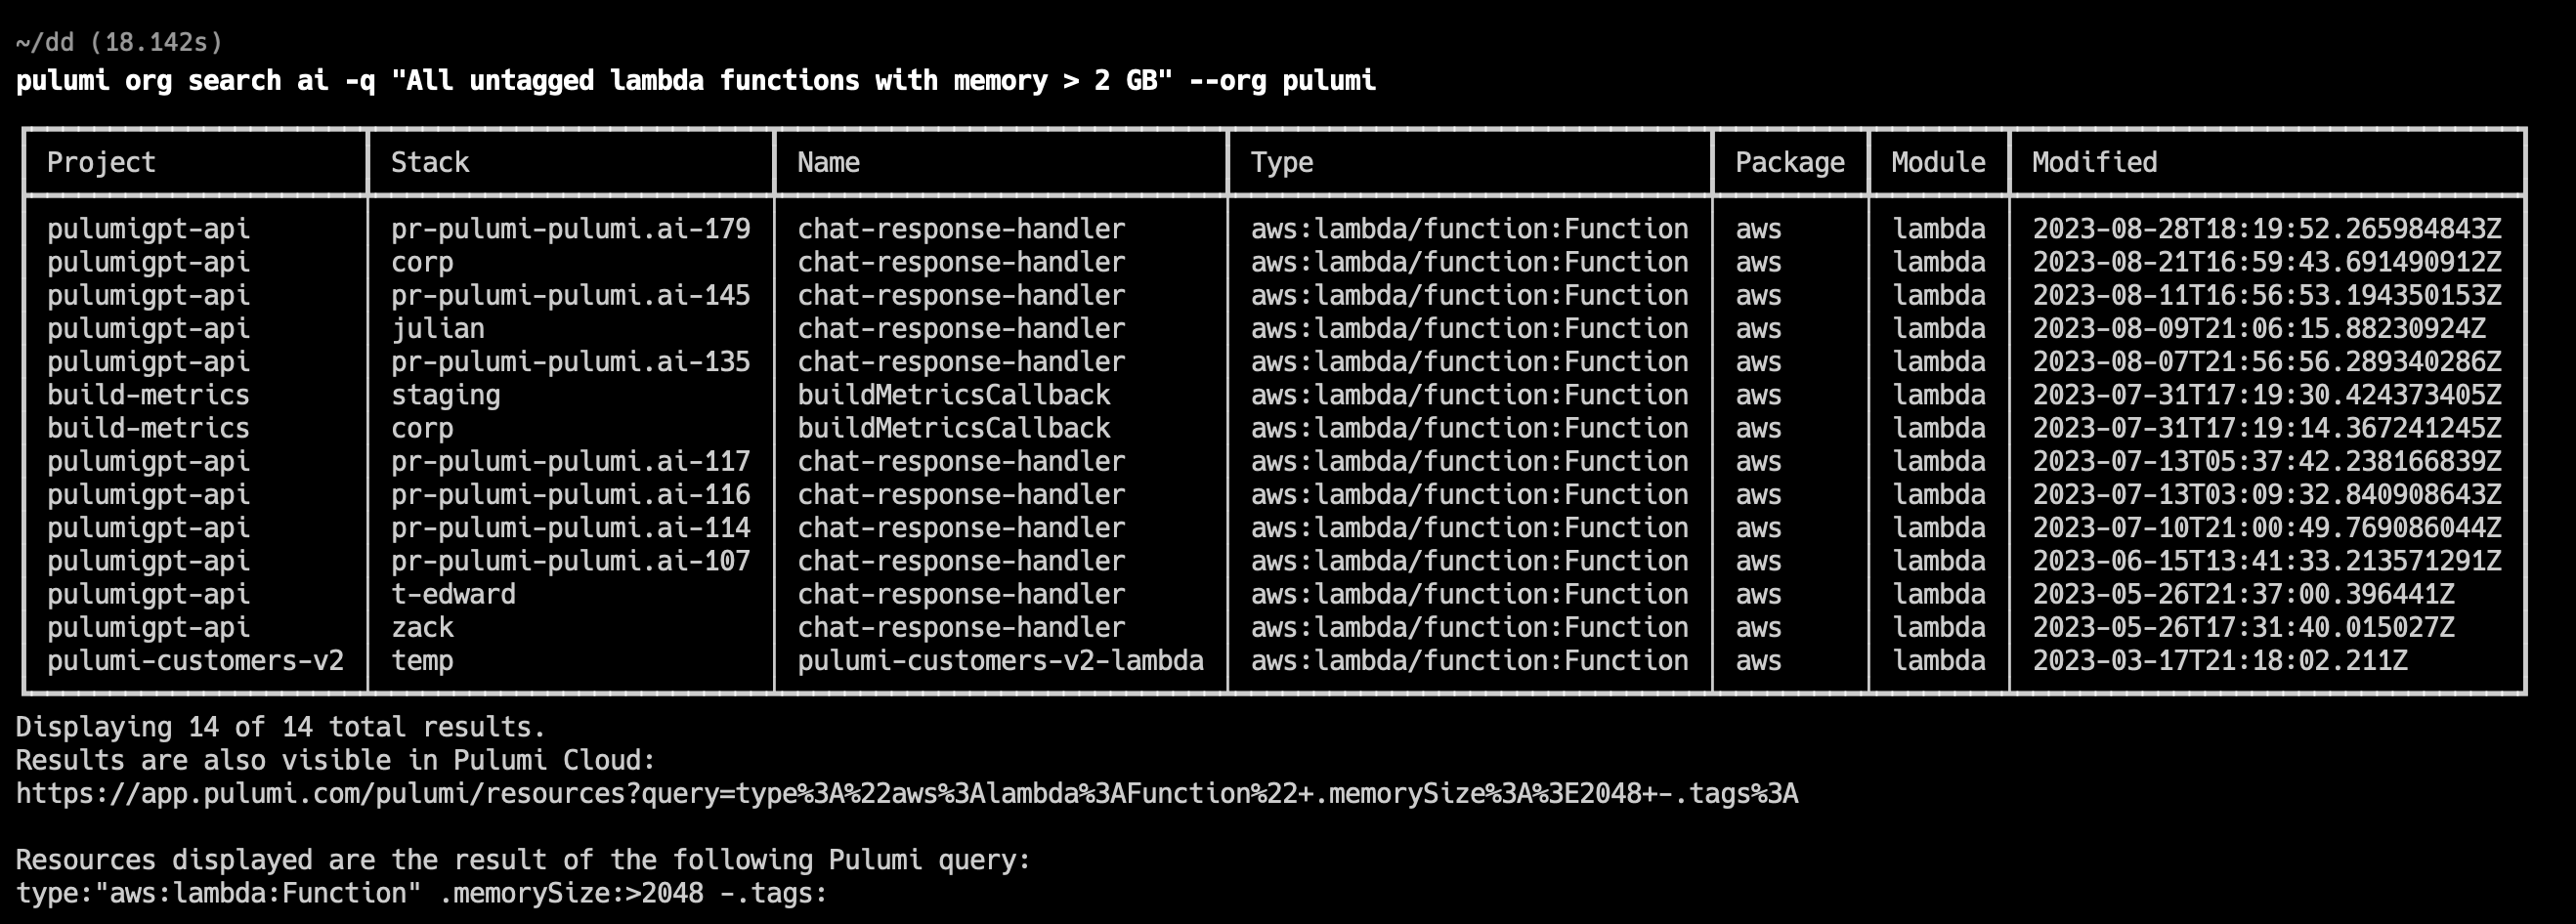 ~/dd (18.142s)
pulumi org search ai -q "All untagged lambda functions with memory > 2 GB" --org pulumi
Project Stack Name Type Package Module Modified
pulumigpt-api pr-pulumi-pulumi.ai-179 chat-response-handler aws:lambda/function:Function aws lambda 2023-08-28T18:19:52.265984843Z
pulumigpt-api corp chat-response-handler aws:lambda/function:Function aws lambda 2023-08-21T16:59:43.691490912Z
pulumigpt-api pr-pulumi-pulumi.ai-145 chat-response-handler aws:lambda/function:Function aws lambda 2023-08-11T16:56:53.194350153Z
pulumigpt-api julian chat-response-handler aws:lambda/function:Function aws lambda 2023-08-09T21:06:15.88230924Z
pulumigpt-api pr-pulumi-pulumi.ai-135 chat-response-handler aws:lambda/function:Function aws lambda 2023-08-07T21:56:56.289340286Z
build-metrics staging buildMetricsCallback aws:lambda/function:Function aws lambda 2023-07-31T17:19:30.424373405Z
build-metrics corp buildMetricsCallback aws:lambda/function:Function aws lambda 2023-07-31T17:19:14.367241245Z
pulumigpt-api pr-pulumi-pulumi.ai-117 chat-response-handler aws:lambda/function:Function aws lambda 2023-07-13T05:37:42.238166839Z
pulumigpt-api pr-pulumi-pulumi.ai-116 chat-response-handler aws:lambda/function:Function aws lambda 2023-07-13T03:09:32.840908643Z
pulumigpt-api pr-pulumi-pulumi.ai-114 chat-response-handler aws:lambda/function:Function aws lambda 2023-07-10T21:00:49.769086044Z
pulumigpt-api pr-pulumi-pulumi.ai-107 chat-response-handler aws:lambda/function:Function aws lambda 2023-06-15T13:41:33.213571291Z
pulumigpt-api t-edward chat-response-handler aws:lambda/function:Function aws lambda 2023-05-26T21:37:00.396441Z
pulumigpt-api zack chat-response-handler aws:lambda/function:Function aws lambda 2023-05-26T17:31:40.015027Z
pulumi-customers-v2 temp pulumi-customers-v2-lambda aws:lambda/function:Function aws lambda 2023-03-17T21:18:02.211Z
Displaying 14 of 14 total results.
Results are also visible in Pulumi Cloud:
https://app.pulumi.com/pulumi/resources?query=type%3A%22aws%3Alambda%3AFunction%22+.memorySize%3A%3E2048+-.tags%3A
Resources displayed are the result of the following Pulumi query:
type:"aws:lambda:Function" .memorySize:>2048 -.tags: